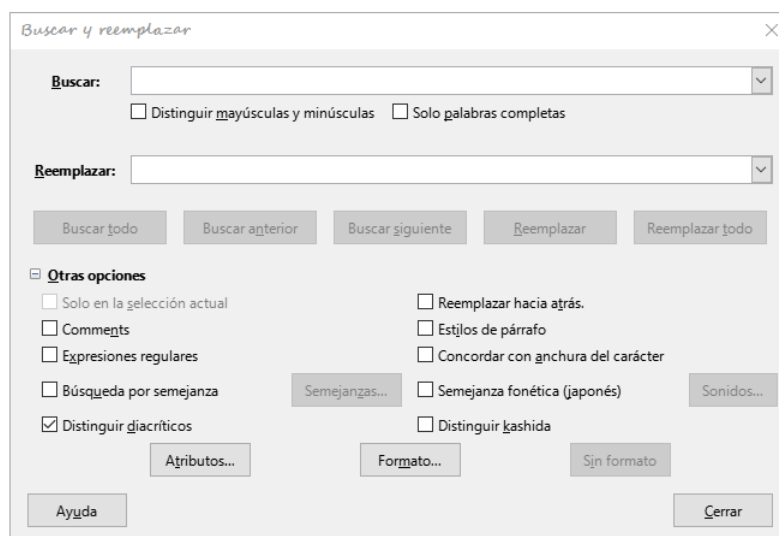 Buscar y reemplazar
Buscar:
Distinguir mayúsculas y minúsculas Solo palabras completas
Reemplazar:
Buscar todo Buscar anterior Buscar siguiente Reemplazar Reemplazar todo
Otras opciones
Solo en la selección actual Reemplazar hacia atrás.
Comments Estilos de párrafo
Expresiones regulares Concordar con anchura del carácter
Búsqueda por semejanza Semejanzas... Semejanza fonética (japonés) Sonidos...
Distinguir diacríticos Distinguir kashida
Atributos... Formato... Sin formato
Ayuda Cerrar